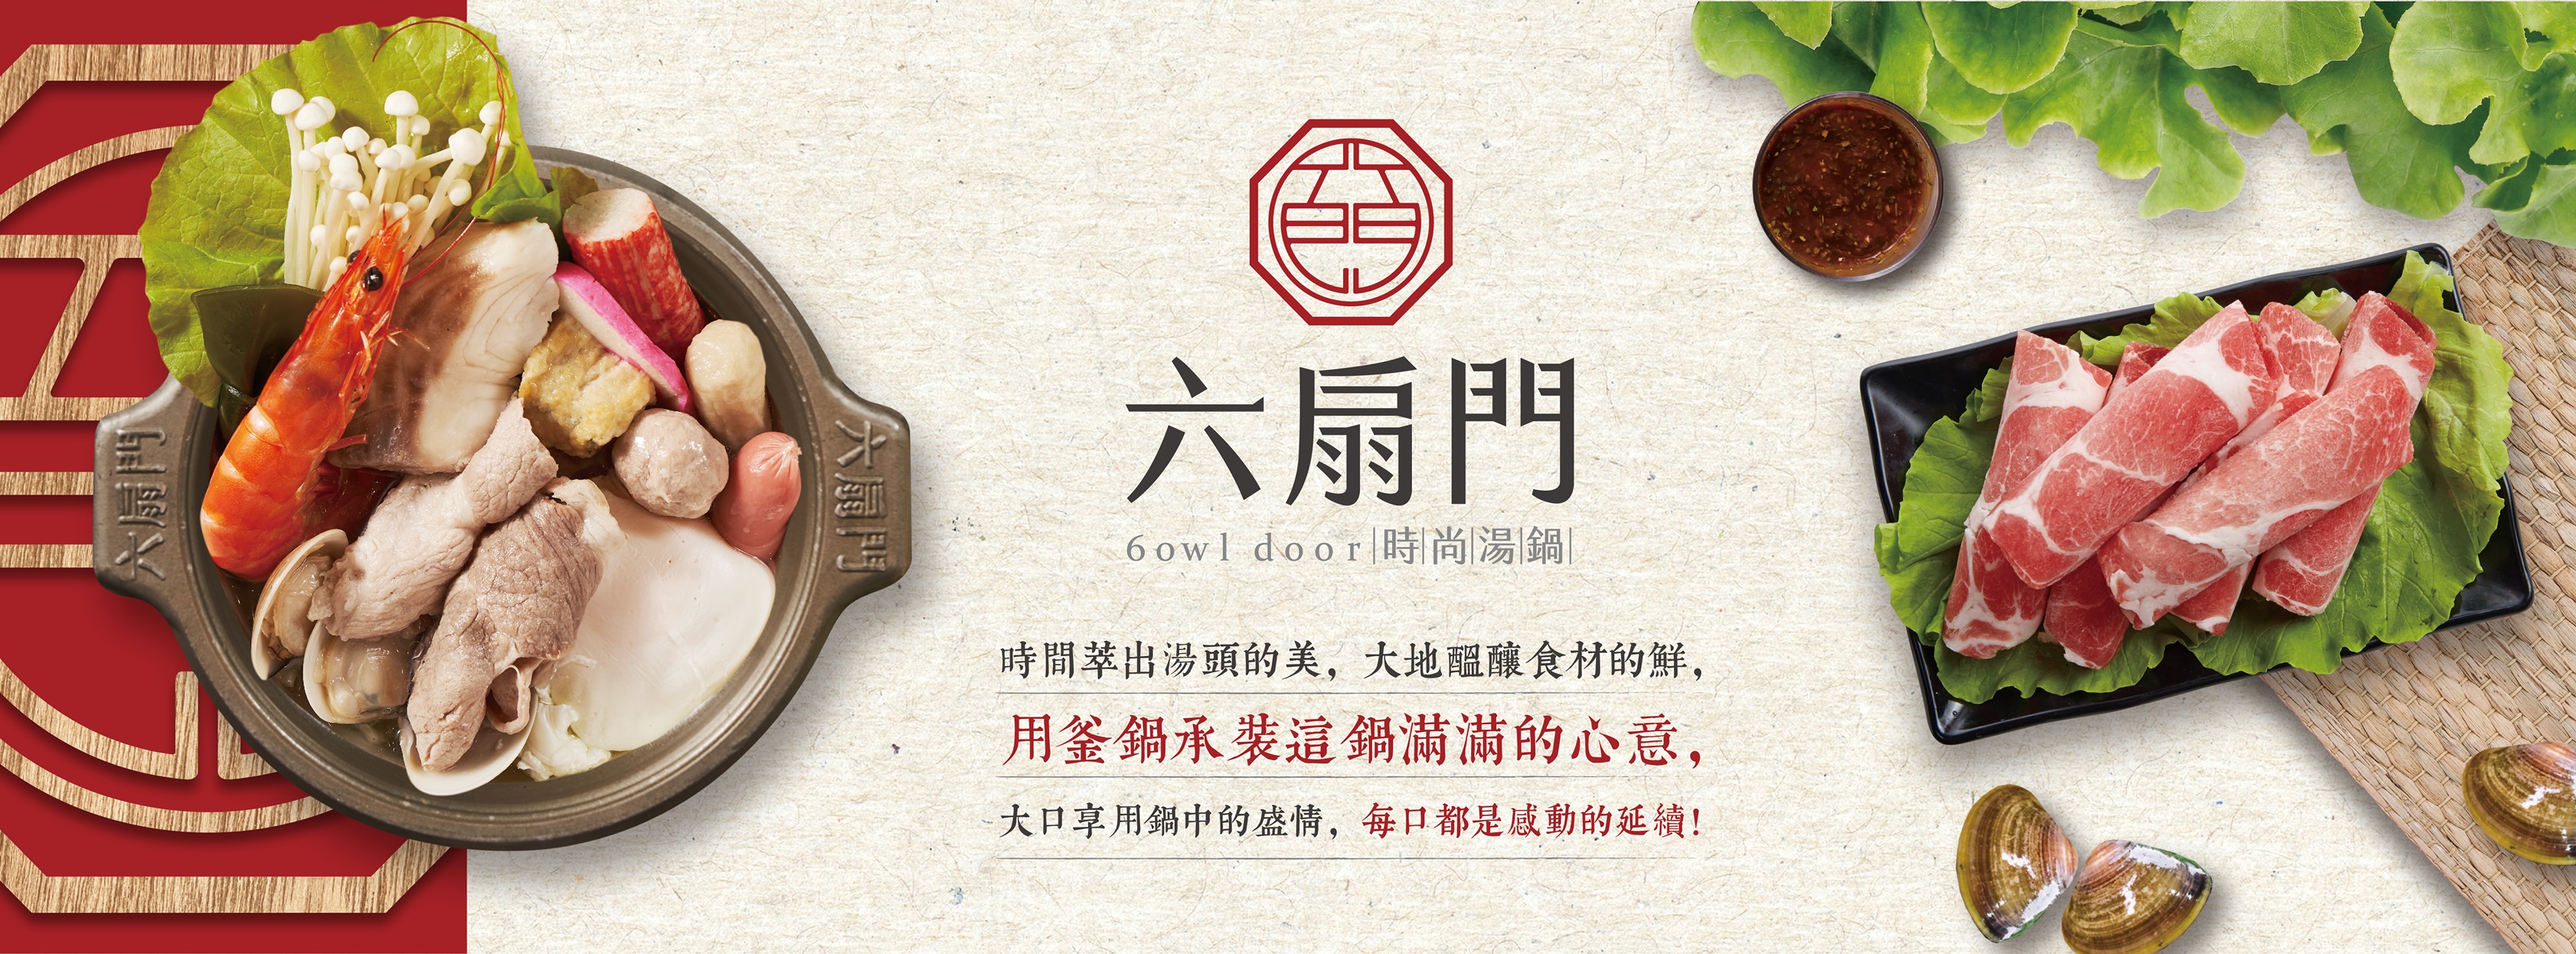 六扇門
六扇門
六扇門
6owl door|時|尚|湯|鍋|
時間萃出湯頭的美，大地醞釀食材的鮮，
用釜鍋承裝這鍋滿滿的心意，
大口享用鍋中的盛情，每口都是感動的延續！